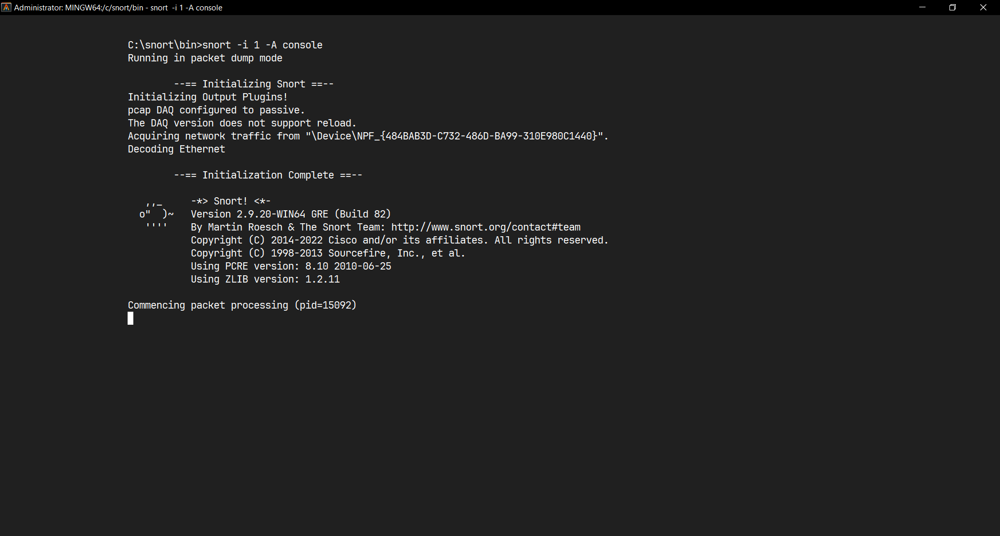 Administrator: MINGW64:/c/snort/bin - snort  -i 1 -A console
C:\snort\bin>snort -i 1 -A console
Running in packet dump mode
--== Initializing Snort ==--
Initializing Output Plugins!
pcap DAQ configured to passive.
The DAQ version does not support reload.
Acquiring network traffic from "\Device\NPF_{484BAB3D-C732-486D-BA99-310E980C1440}".
Decoding Ethernet
--== Initialization Complete ==--
   ,,_     -*> Snort! <*-
  o"  )~   Version 2.9.20-WIN64 GRE (Build 82)
   ''''    By Martin Roesch & The Snort Team: http://www.snort.org/contact#team
Copyright (C) 2014-2022 Cisco and/or its affiliates. All rights reserved.
Copyright (C) 1998-2013 Sourcefire, Inc., et al.
Using PCRE version: 8.10 2010-06-25
Using ZLIB version: 1.2.11
Commencing packet processing (pid=15092)